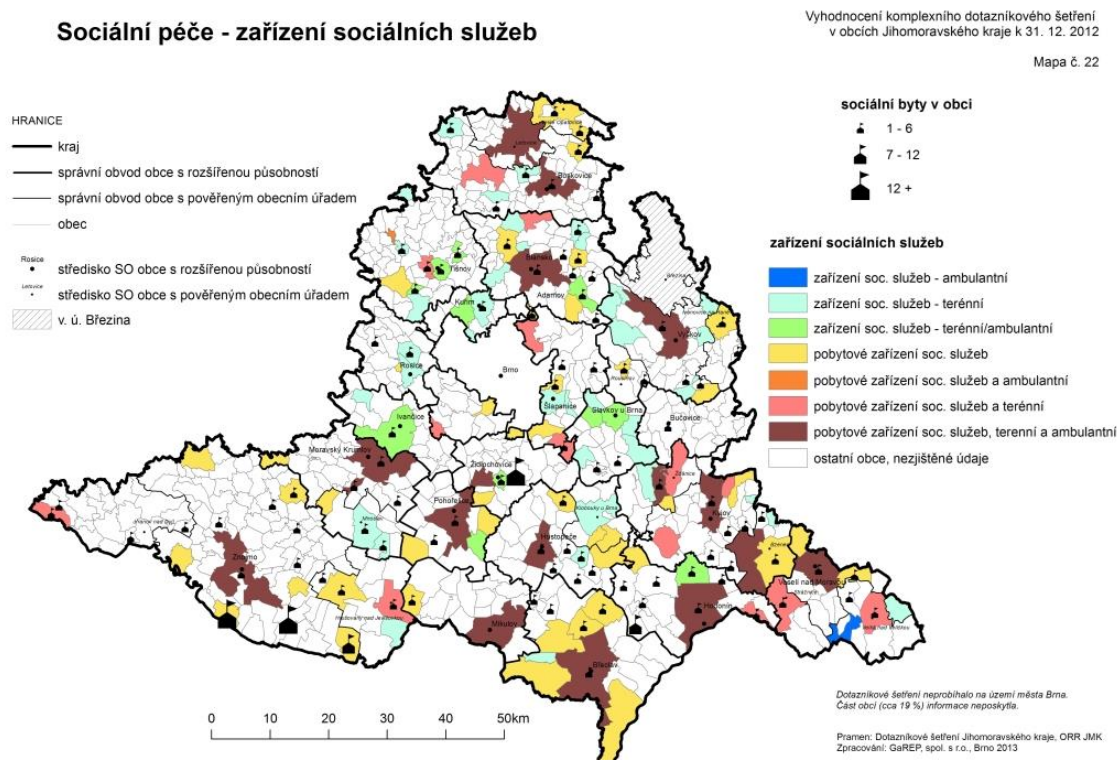 Sociální péče - zařízení sociálních služeb
Vyhodnocení komplexního dotazníkového šetření
v obcích Jihomoravského kraje k 31. 12. 2012
Mapa č. 22
HRANICE
kraj
správní obvod obce s rozšířenou působností
správní obvod obce s pověřeným obecním úřadem
obec
Rosice
středisko SO obce s rozšířenou působností
Letovice
středisko SO obce s pověřeným obecním úřadem
v. ú. Březina
sociální byty v obci
1 - 6
7 - 12
12 +
zařízení sociálních služeb
zařízení soc. služeb - ambulantní
zařízení soc. služeb - terénní
zařízení soc. služeb - terénní/ambulantní
pobytové zařízení soc. služeb
pobytové zařízení soc. služeb a ambulantní
pobytové zařízení soc. služeb a terénní
pobytové zařízení soc. služeb, terenní a ambulantní
ostatní obce, nezjištěné údaje
Letovice
Boskovice
Blansko
Tišnov
Adamov
Kuřim
Vyškov
Rosice
Brno
Šlapanice
Slavkov u Brna
Bučovice
Ivančice
Moravský Krumlov
Židlochovice
Ždánice
Pohořelice
Klobouky u Brna
Kyjov
Miroslav
Hustopeče
Znojmo
Veselí nad Moravou
Strážnice
Hodonín
Mikulov
Břeclav
0 10 20 30 40 50km
Dotazníkové šetření neprobíhalo na území města Brna.
Část obcí (cca 19 %) informace neposkytla.
Pramen: Dotazníkové šetření Jihomoravského kraje, ORR JMK
Zpracování: GaREP, spol. s r.o., Brno 2013